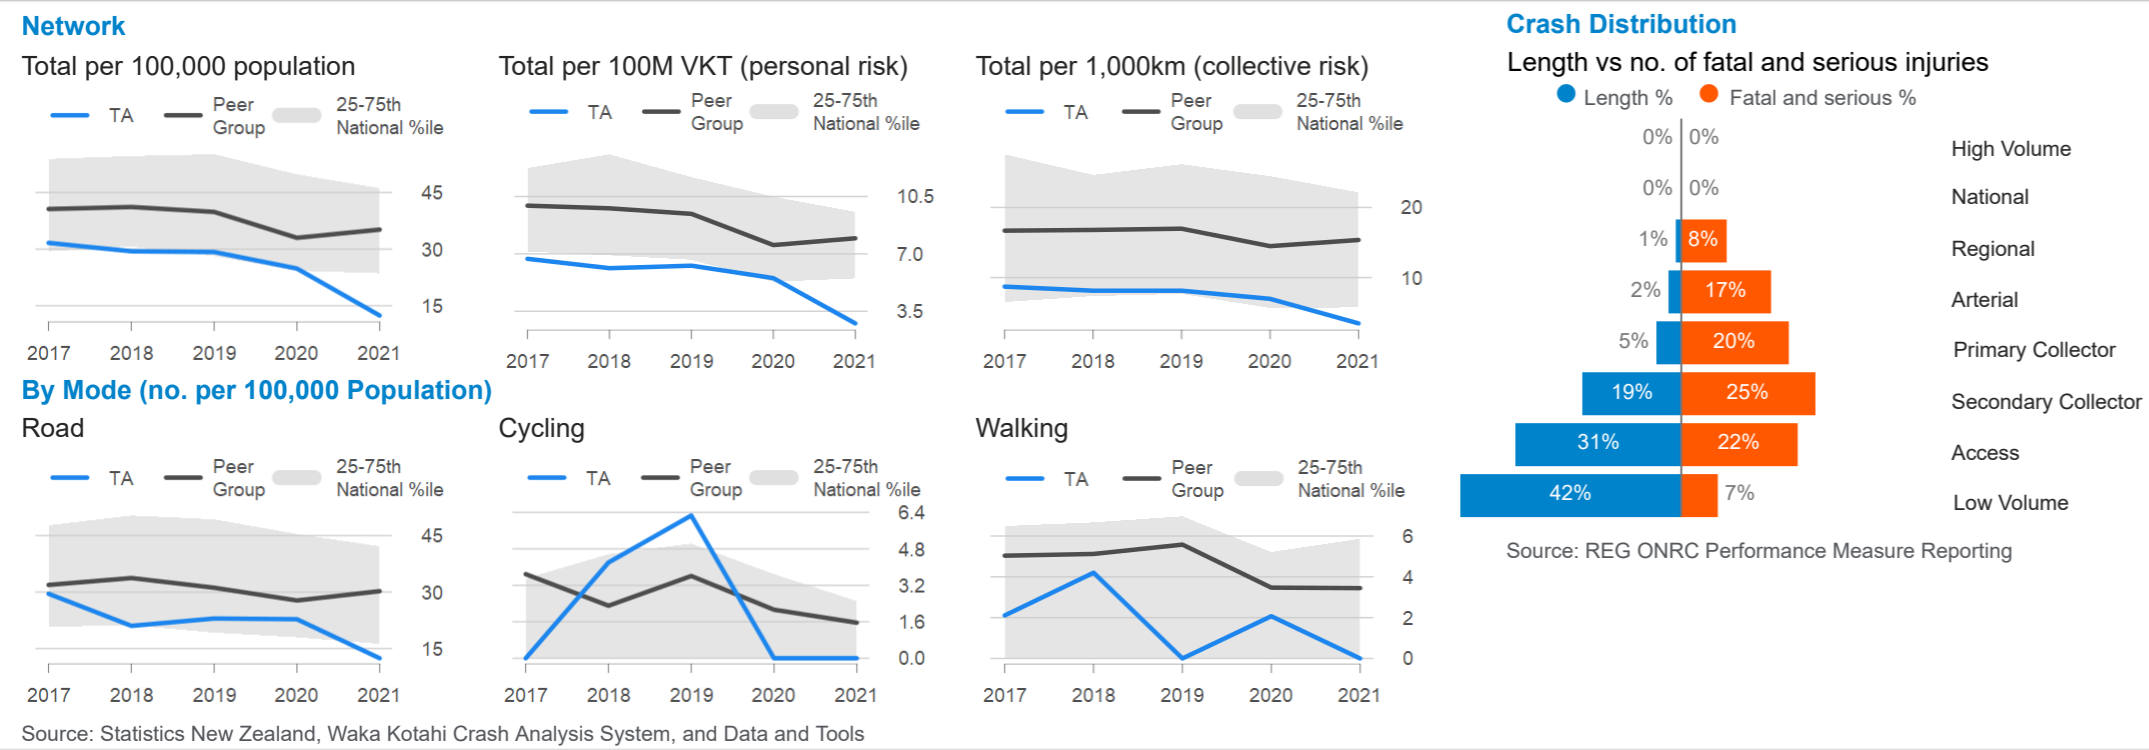 Network
Total per 100,000 population
TA
Peer Group
25-75th National %ile
45
30
15
2017 2018 2019 2020 2021
Total per 100M VKT (personal risk)
TA
Peer Group
25-75th National %ile
10.5
7.0
3.5
2017 2018 2019 2020 2021
Total per 1,000km (collective risk)
TA
Peer Group
25-75th National %ile
20
10
2017 2018 2019 2020 2021
By Mode (no. per 100,000 Population)
Road
TA
Peer Group
25-75th National %ile
45
30
15
2017 2018 2019 2020 2021
Cycling
TA
Peer Group
25-75th National %ile
6.4
4.8
3.2
1.6
0.0
2017 2018 2019 2020 2021
Walking
TA
Peer Group
25-75th National %ile
6
4
2
0
2017 2018 2019 2020 2021
Source: Statistics New Zealand, Waka Kotahi Crash Analysis System, and Data and Tools
Crash Distribution
Length vs no. of fatal and serious injuries
Length % Fatal and serious %
0% 0% High Volume
0% 0% National
1% 8% Regional
2% 17% Arterial
5% 20% Primary Collector
19% 25% Secondary Collector
31% 22% Access
42% 7% Low Volume
Source: REG ONRC Performance Measure Reporting